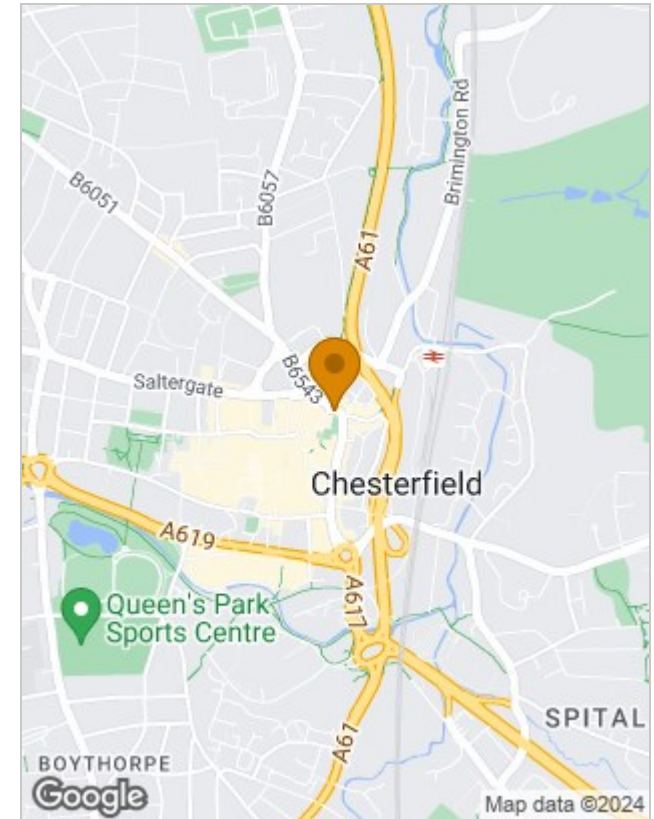 A61
B6057
Brimington Rd
B6051
A61
B6543
Saltergate
Chesterfield
A619
A617
Queen's Park
Sports Centre
SPITAL
A61
BOYTHORPE
Google
Map data ©2024